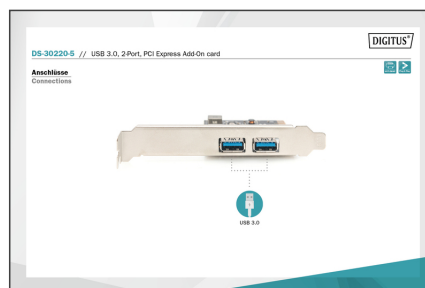 DIGITUS®
DS-30220-5 // USB 3.0, 2-Port, PCI Express Add-On card
Anschlüsse
Connections
USB 3.0